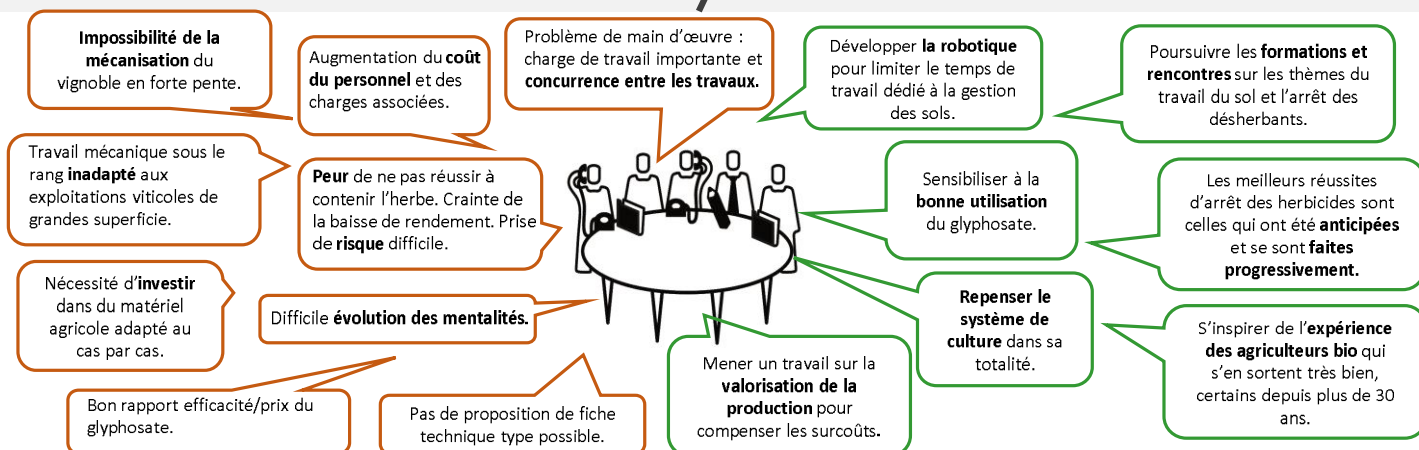 Impossibilité de la
mécanisation du
vignoble en forte pente.
Augmentation du coût
du personnel et des
charges associées.
Problème de main d'œuvre :
charge de travail importante et
concurrence entre les travaux.
Développer la robotique
pour limiter le temps de
travail dédié à la gestion
des sols.
Poursuivre les formations et
rencontres sur les thèmes du
travail du sol et l'arrêt des
désherbants.
Travail mécanique sous le
rang inadapté aux
exploitations viticoles de
grandes superficie.
Peur de ne pas réussir à
contenir l'herbe. Crainte de
la baisse de rendement. Prise
de risque difficile.
Sensibiliser à la
bonne utilisation
du glyphosate.
Les meilleurs réussites
d'arrêt des herbicides sont
celles qui ont été anticipées
et se sont faites
progressivement.
Nécessité d'investir
dans du matériel
agricole adapté au
cas par cas.
Difficile évolution des mentalités.
Repenser le
système de
culture dans sa
totalité.
S'inspirer de l'expérience
des agriculteurs bio qui
s'en sortent très bien,
certains depuis plus de 30
ans.
Bon rapport efficacité/prix du
glyphosate.
Pas de proposition de fiche
technique type possible.
Mener un travail sur la
valorisation de la
production pour
compenser les surcoûts.